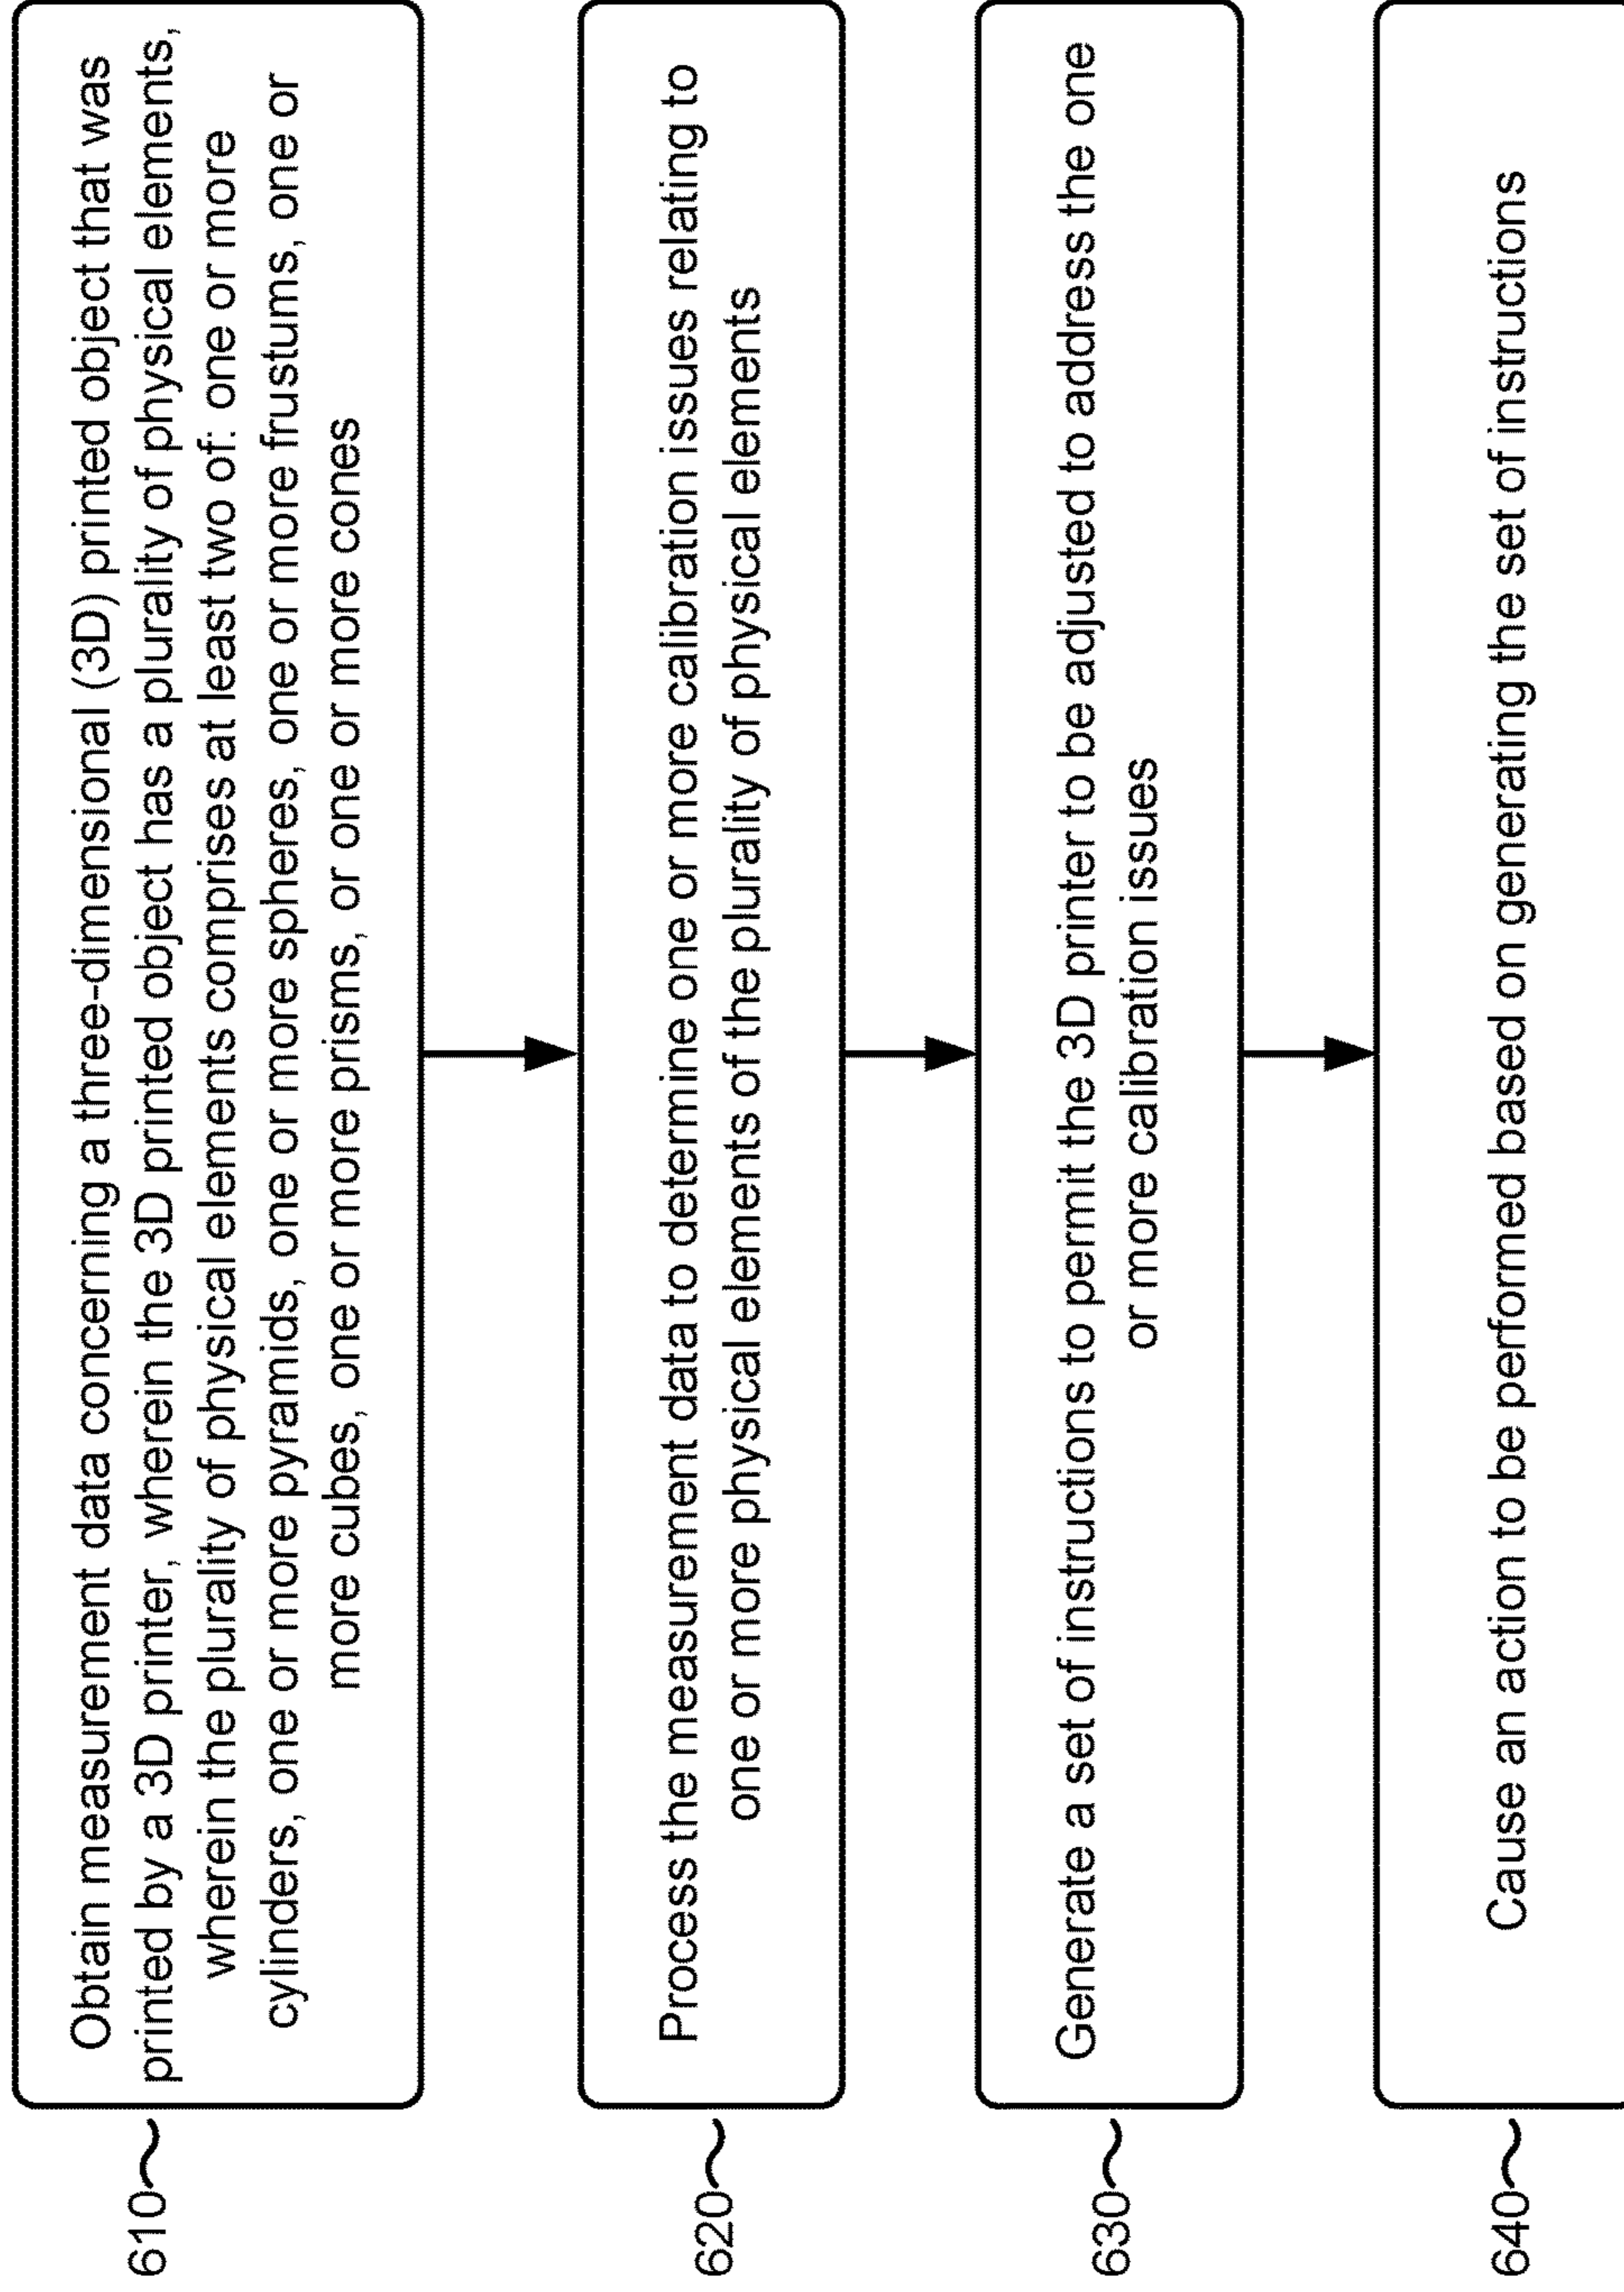 610
Obtain measurement data concerning a three-dimensional (3D) printed object that was
printed by a 3D printer, wherein the 3D printed object has a plurality of physical elements,
wherein the plurality of physical elements comprises at least two of: one or more
cylinders, one or more pyramids, one or more spheres, one or more frustums, one or
more cubes, one or more prisms, or one or more cones
620
Process the measurement data to determine one or more calibration issues relating to
one or more physical elements of the plurality of physical elements
630
Generate a set of instructions to permit the 3D printer to be adjusted to address the one
or more calibration issues
640
Cause an action to be performed based on generating the set of instructions